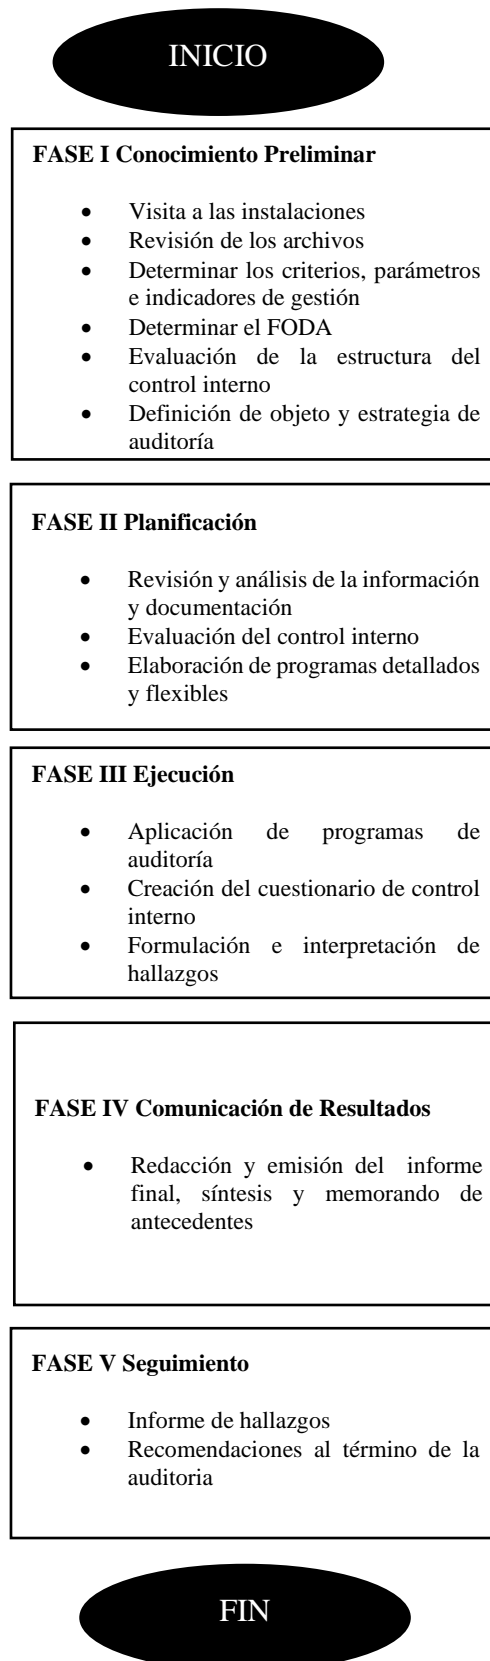 INICIO
FASE I Conocimiento Preliminar
• Visita a las instalaciones
• Revisión de los archivos
• Determinar los criterios, parámetros
e indicadores de gestión
• Determinar el FODA
• Evaluación de la estructura del
control interno
• Definición de objeto y estrategia de
auditoría
FASE II Planificación
• Revisión y análisis de la información
y documentación
• Evaluación del control interno
• Elaboración de programas detallados
y flexibles
FASE III Ejecución
• Aplicación de programas de
auditoría
• Creación del cuestionario de control
interno
• Formulación e interpretación de
hallazgos
FASE IV Comunicación de Resultados
• Redacción y emisión del informe
final, síntesis y memorando de
antecedentes
FASE V Seguimiento
• Informe de hallazgos
• Recomendaciones al término de la
auditoria
FIN